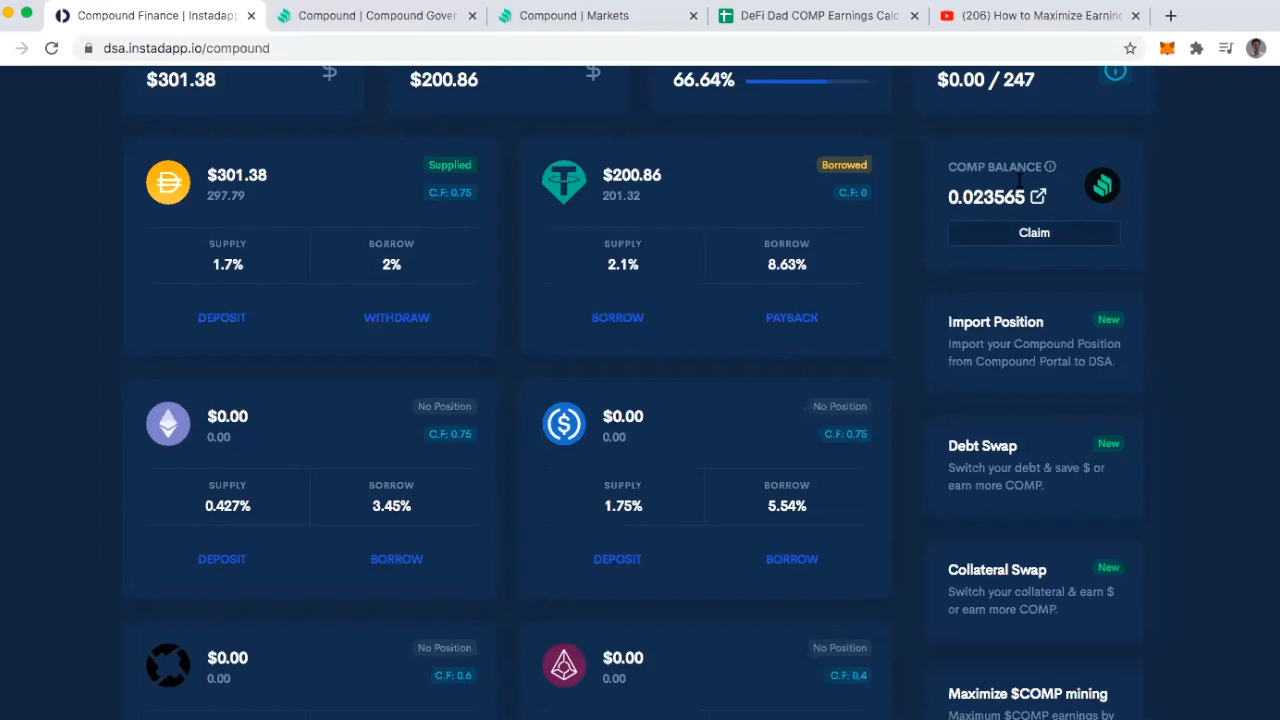 Compound Finance | Instadapp
Compound | Compound Gover
Compound | Markets
DeFi Dad COMP Earnings Calc
(206) How to Maximize Earning
dsa.instadapp.io/compound
$301.38
$200.86
66.64%
$0.00 / 247
$301.38
297.79
Supplied
C.F: 0.75
SUPPLY
1.7%
BORROW
2%
DEPOSIT
WITHDRAW
$200.86
201.32
Borrowed
C.F: 0
SUPPLY
2.1%
BORROW
8.63%
BORROW
PAYBACK
COMP BALANCE
0.023565
Claim
Import Position
New
Import your Compound Position
from Compound Portal to DSA.
$0.00
0.00
No Position
C.F: 0.75
SUPPLY
0.427%
BORROW
3.45%
DEPOSIT
BORROW
$0.00
0.00
No Position
C.F: 0.75
SUPPLY
1.75%
BORROW
5.54%
DEPOSIT
BORROW
Debt Swap
New
Switch your debt & save $ or
earn more COMP.
Collateral Swap
New
Switch your collateral & earn $
or earn more COMP.
$0.00
0.00
No Position
C.F: 0.6
$0.00
0.00
No Position
C.F: 0.4
Maximize $COMP mining
Maximum $COMP earnings by